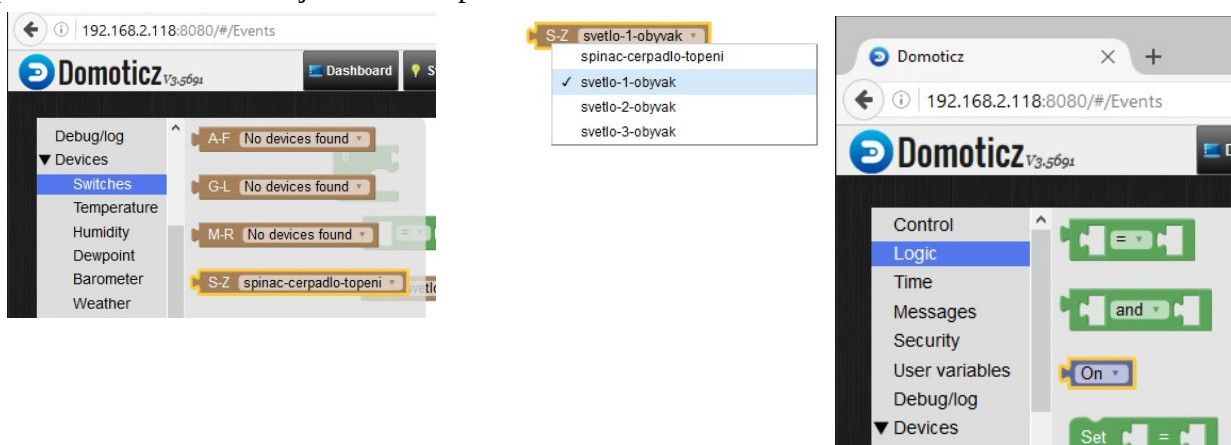 192.168.2.118:8080/#/Events
Domoticz V3.5691
Dashboard
Debug/log
Devices
Switches
Temperature
Humidity
Dewpoint
Barometer
Weather
A-F No devices found
G-L No devices found
M-R No devices found
=
S-Z spinac-cerpadlo-topeni
S-Z svetlo-1-obyvak
spinac-cerpadlo-topeni
✓ svetlo-1-obyvak
svetlo-2-obyvak
svetlo-3-obyvak
Domoticz
192.168.2.118:8080/#/Events
Domoticz V3.5691
Control
Logic
Time
Messages
Security
User variables
Debug/log
Devices
=
and
On
Set =